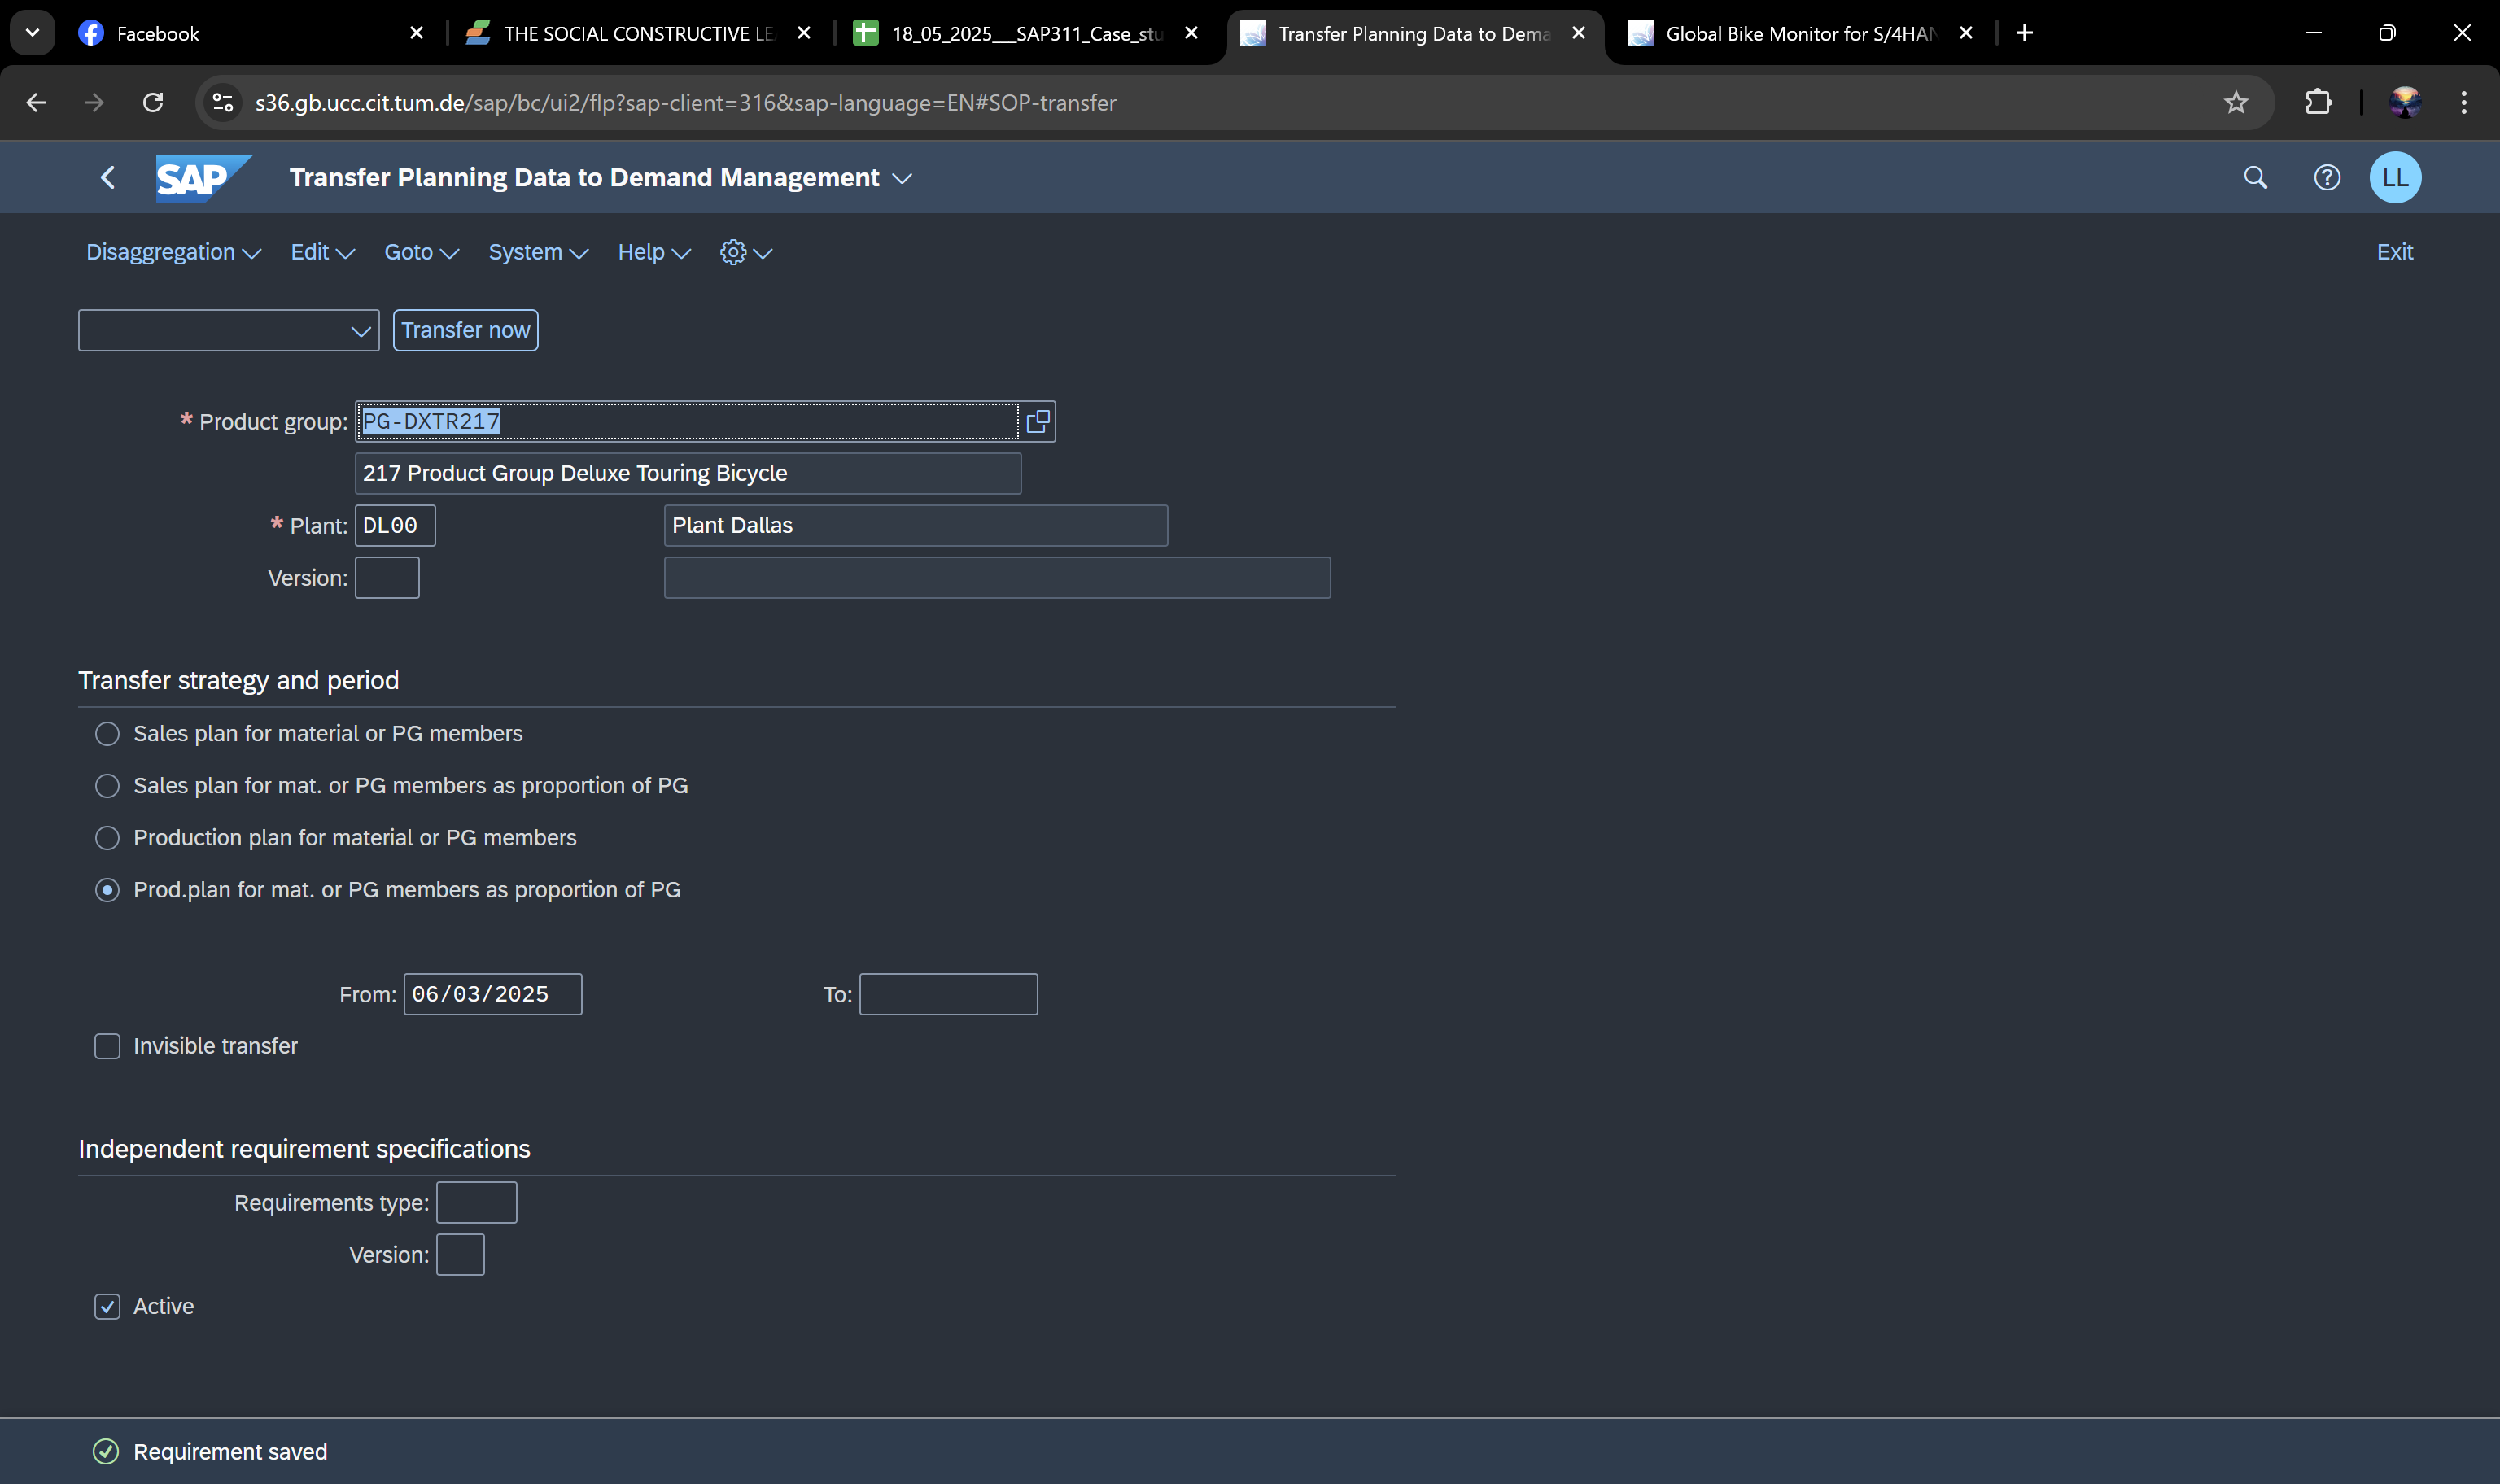 Facebook
THE SOCIAL CONSTRUCTIVE LE
18_05_2025___SAP311_Case_stu
Transfer Planning Data to Dema
Global Bike Monitor for S/4HAN
s36.gb.ucc.cit.tum.de/sap/bc/ui2/flp?sap-client=316&sap-language=EN#SOP-transfer
SAP
Transfer Planning Data to Demand Management
LL
Disaggregation Edit Goto System Help Exit
Transfer now
* Product group: PG-DXTR217
217 Product Group Deluxe Touring Bicycle
* Plant: DL00 Plant Dallas
Version:
Transfer strategy and period
Sales plan for material or PG members
Sales plan for mat. or PG members as proportion of PG
Production plan for material or PG members
Prod.plan for mat. or PG members as proportion of PG
From: 06/03/2025 To:
Invisible transfer
Independent requirement specifications
Requirements type:
Version:
Active
Requirement saved